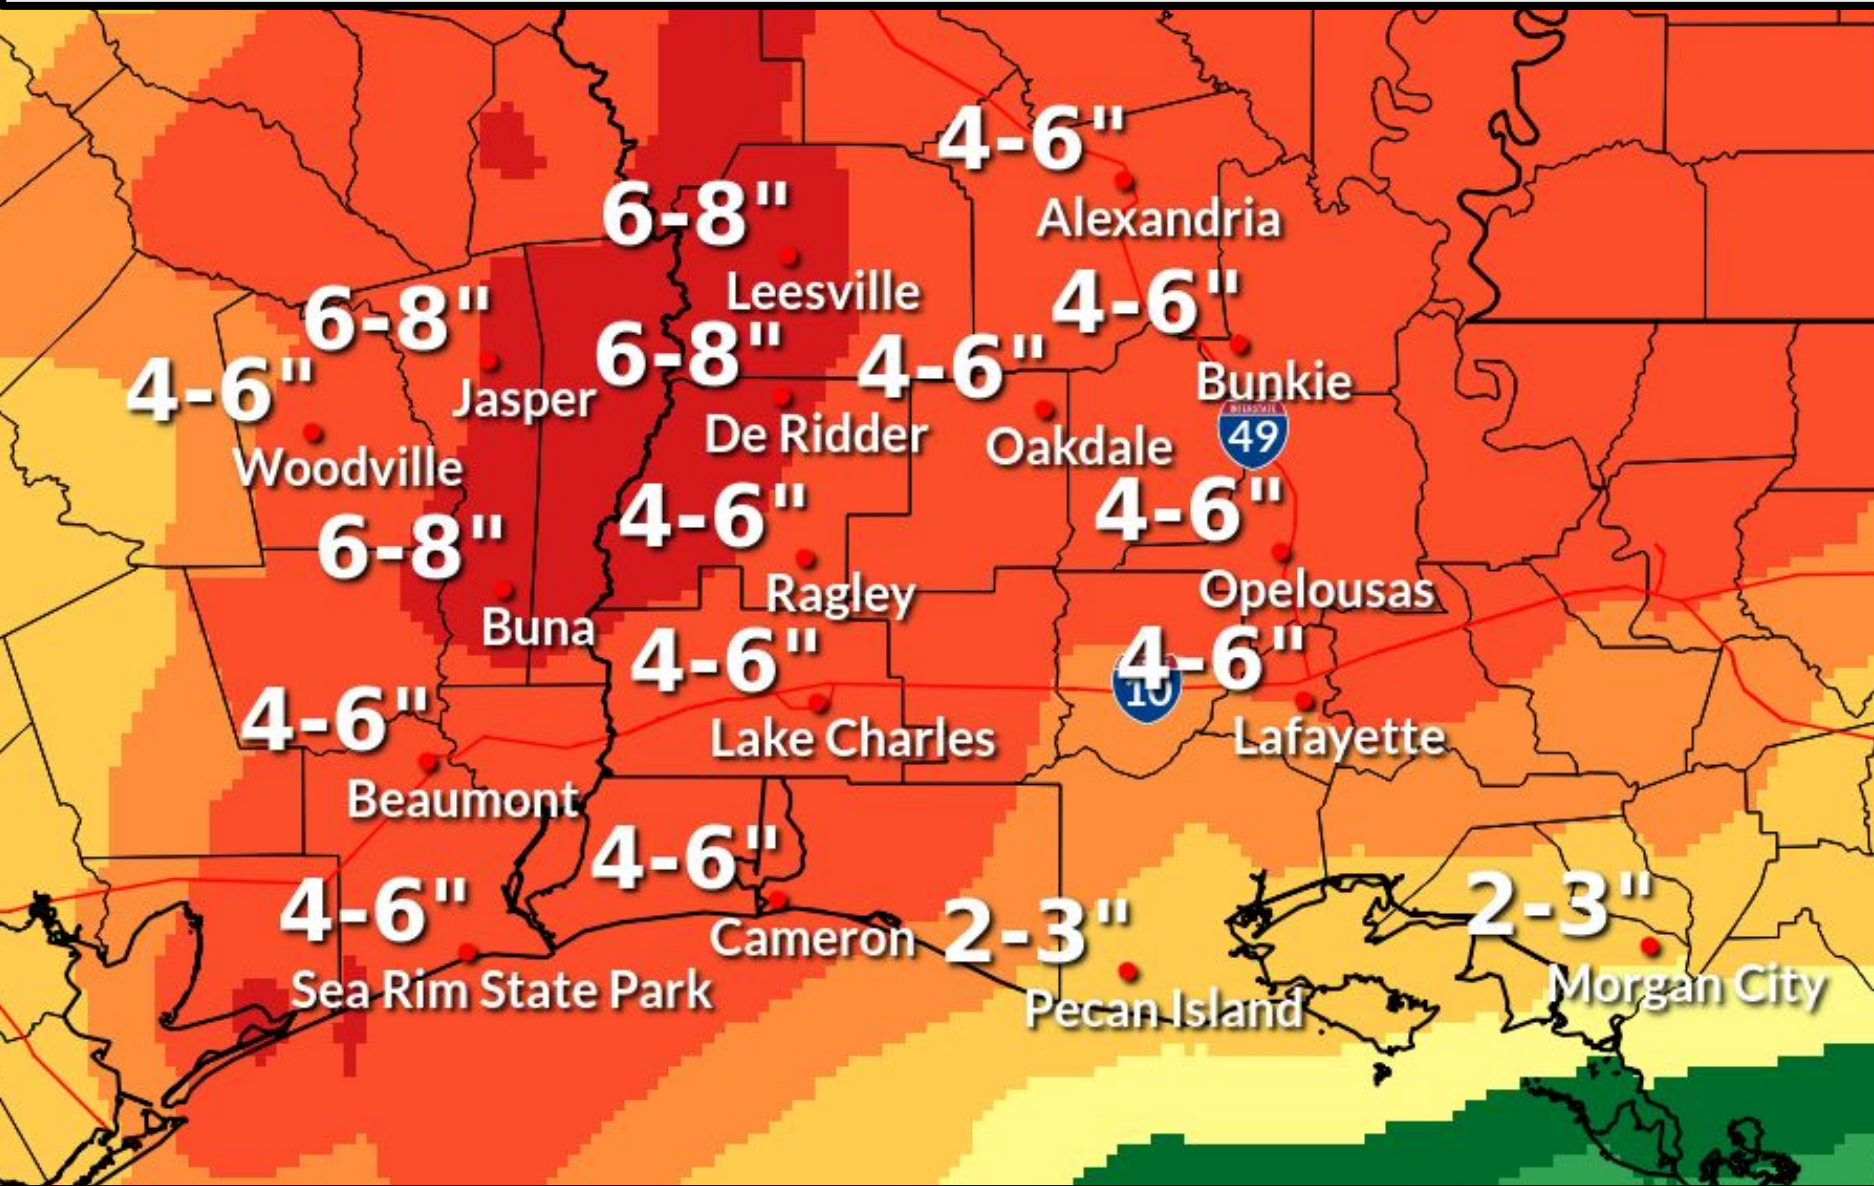 4-6"
Alexandria
6-8"
Leesville
4-6"
Bunkie
6-8"
Jasper
6-8"
De Ridder
4-6"
Oakdale
4-6"
Woodville
INTERSTATE
49
4-6"
Ragley
4-6"
Opelousas
6-8"
Buna
4-6"
Lake Charles
10
4-6"
Lafayette
4-6"
Beaumont
4-6"
Cameron
4-6"
Sea Rim State Park
2-3"
Pecan Island
2-3"
Morgan City